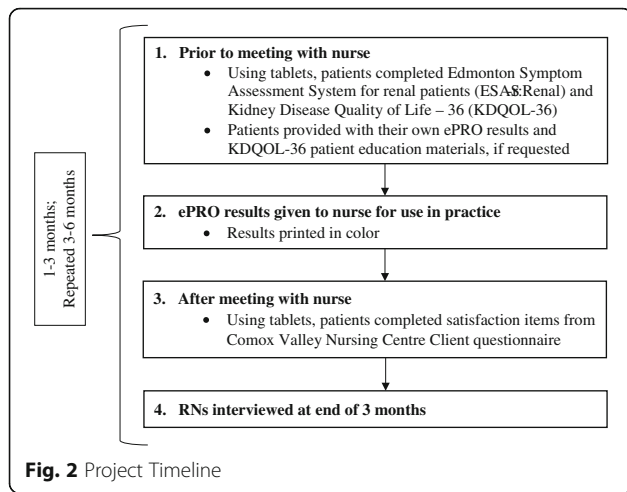 1. Prior to meeting with nurse
• Using tablets, patients completed Edmonton Symptom
Assessment System for renal patients (ESAS-r:Renal) and
Kidney Disease Quality of Life – 36 (KDQOL-36)
• Patients provided with their own ePRO results and
KDQOL-36 patient education materials, if requested
1-3 months;
Repeated 3-6 months
2. ePRO results given to nurse for use in practice
• Results printed in color
3. After meeting with nurse
• Using tablets, patients completed satisfaction items from
Comox Valley Nursing Centre Client questionnaire
4. RNs interviewed at end of 3 months
Fig. 2 Project Timeline